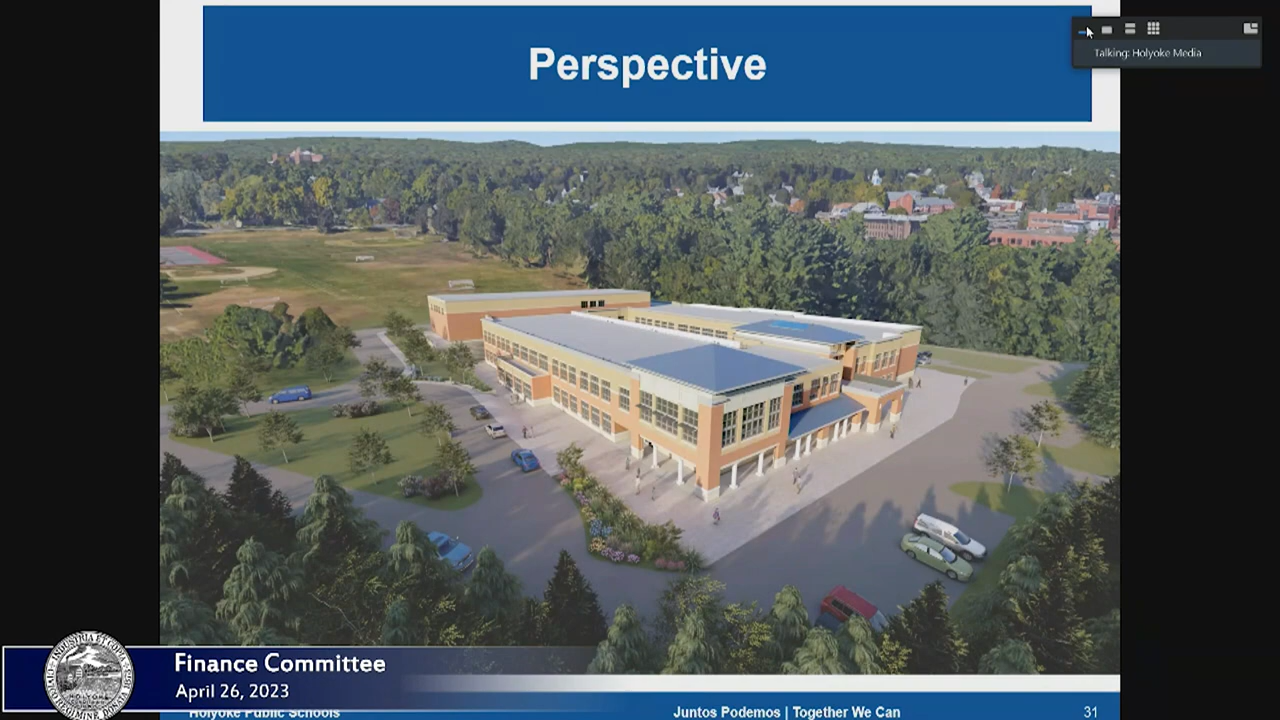 Perspective
Talking: Holyoke Media
Finance Committee
April 26, 2023
Holyoke Public Schools
Juntos Podemos | Together We Can
31